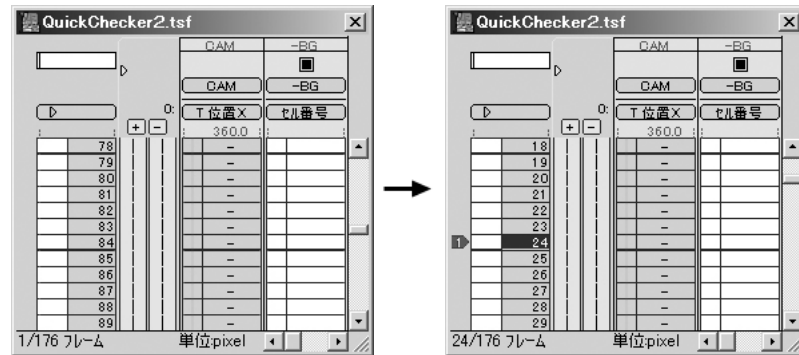 QuickChecker2.tsf
CAM -BG
CAM -BG
0: T 位置X セル番号
360.0
78 –
79 –
80 –
81 –
82 –
83 –
84 –
85 –
86 –
87 –
88 –
89 –
1/176 フレーム 単位:pixel
QuickChecker2.tsf
CAM -BG
CAM -BG
0: T 位置X セル番号
360.0
18 –
19 –
20 –
21 –
22 –
23 –
1 24 –
25 –
26 –
27 –
28 –
29 –
24/176 フレーム 単位:pixel